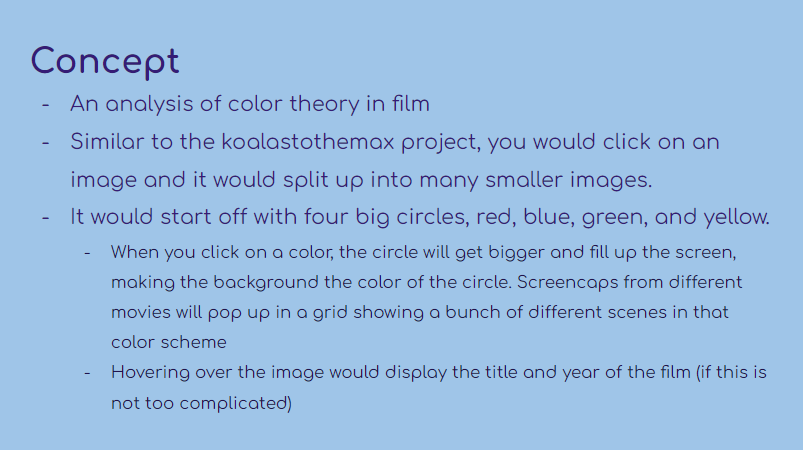 Concept
- An analysis of color theory in film
- Similar to the koalastothemax project, you would click on an
image and it would split up into many smaller images.
- It would start off with four big circles, red, blue, green, and yellow.
- When you click on a color, the circle will get bigger and fill up the screen,
making the background the color of the circle. Screencaps from different
movies will pop up in a grid showing a bunch of different scenes in that
color scheme
- Hovering over the image would display the title and year of the film (if this is
not too complicated)